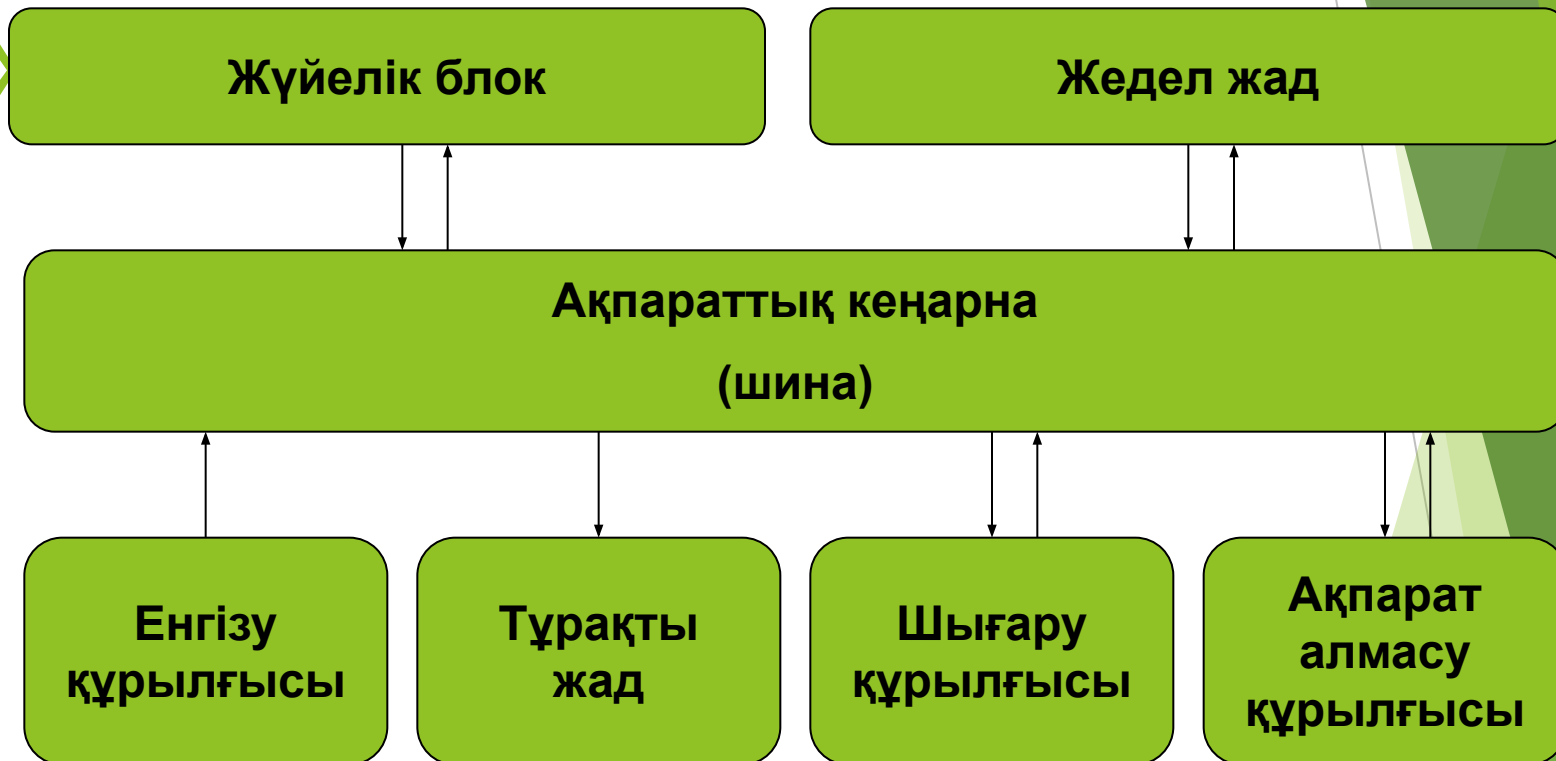 Жүйелік блок
Жедел жад
Ақпараттық кеңарна
(шина)
Енгізу
құрылғысы
Тұрақты
жад
Шығару
құрылғысы
Ақпарат
алмасу
құрылғысы